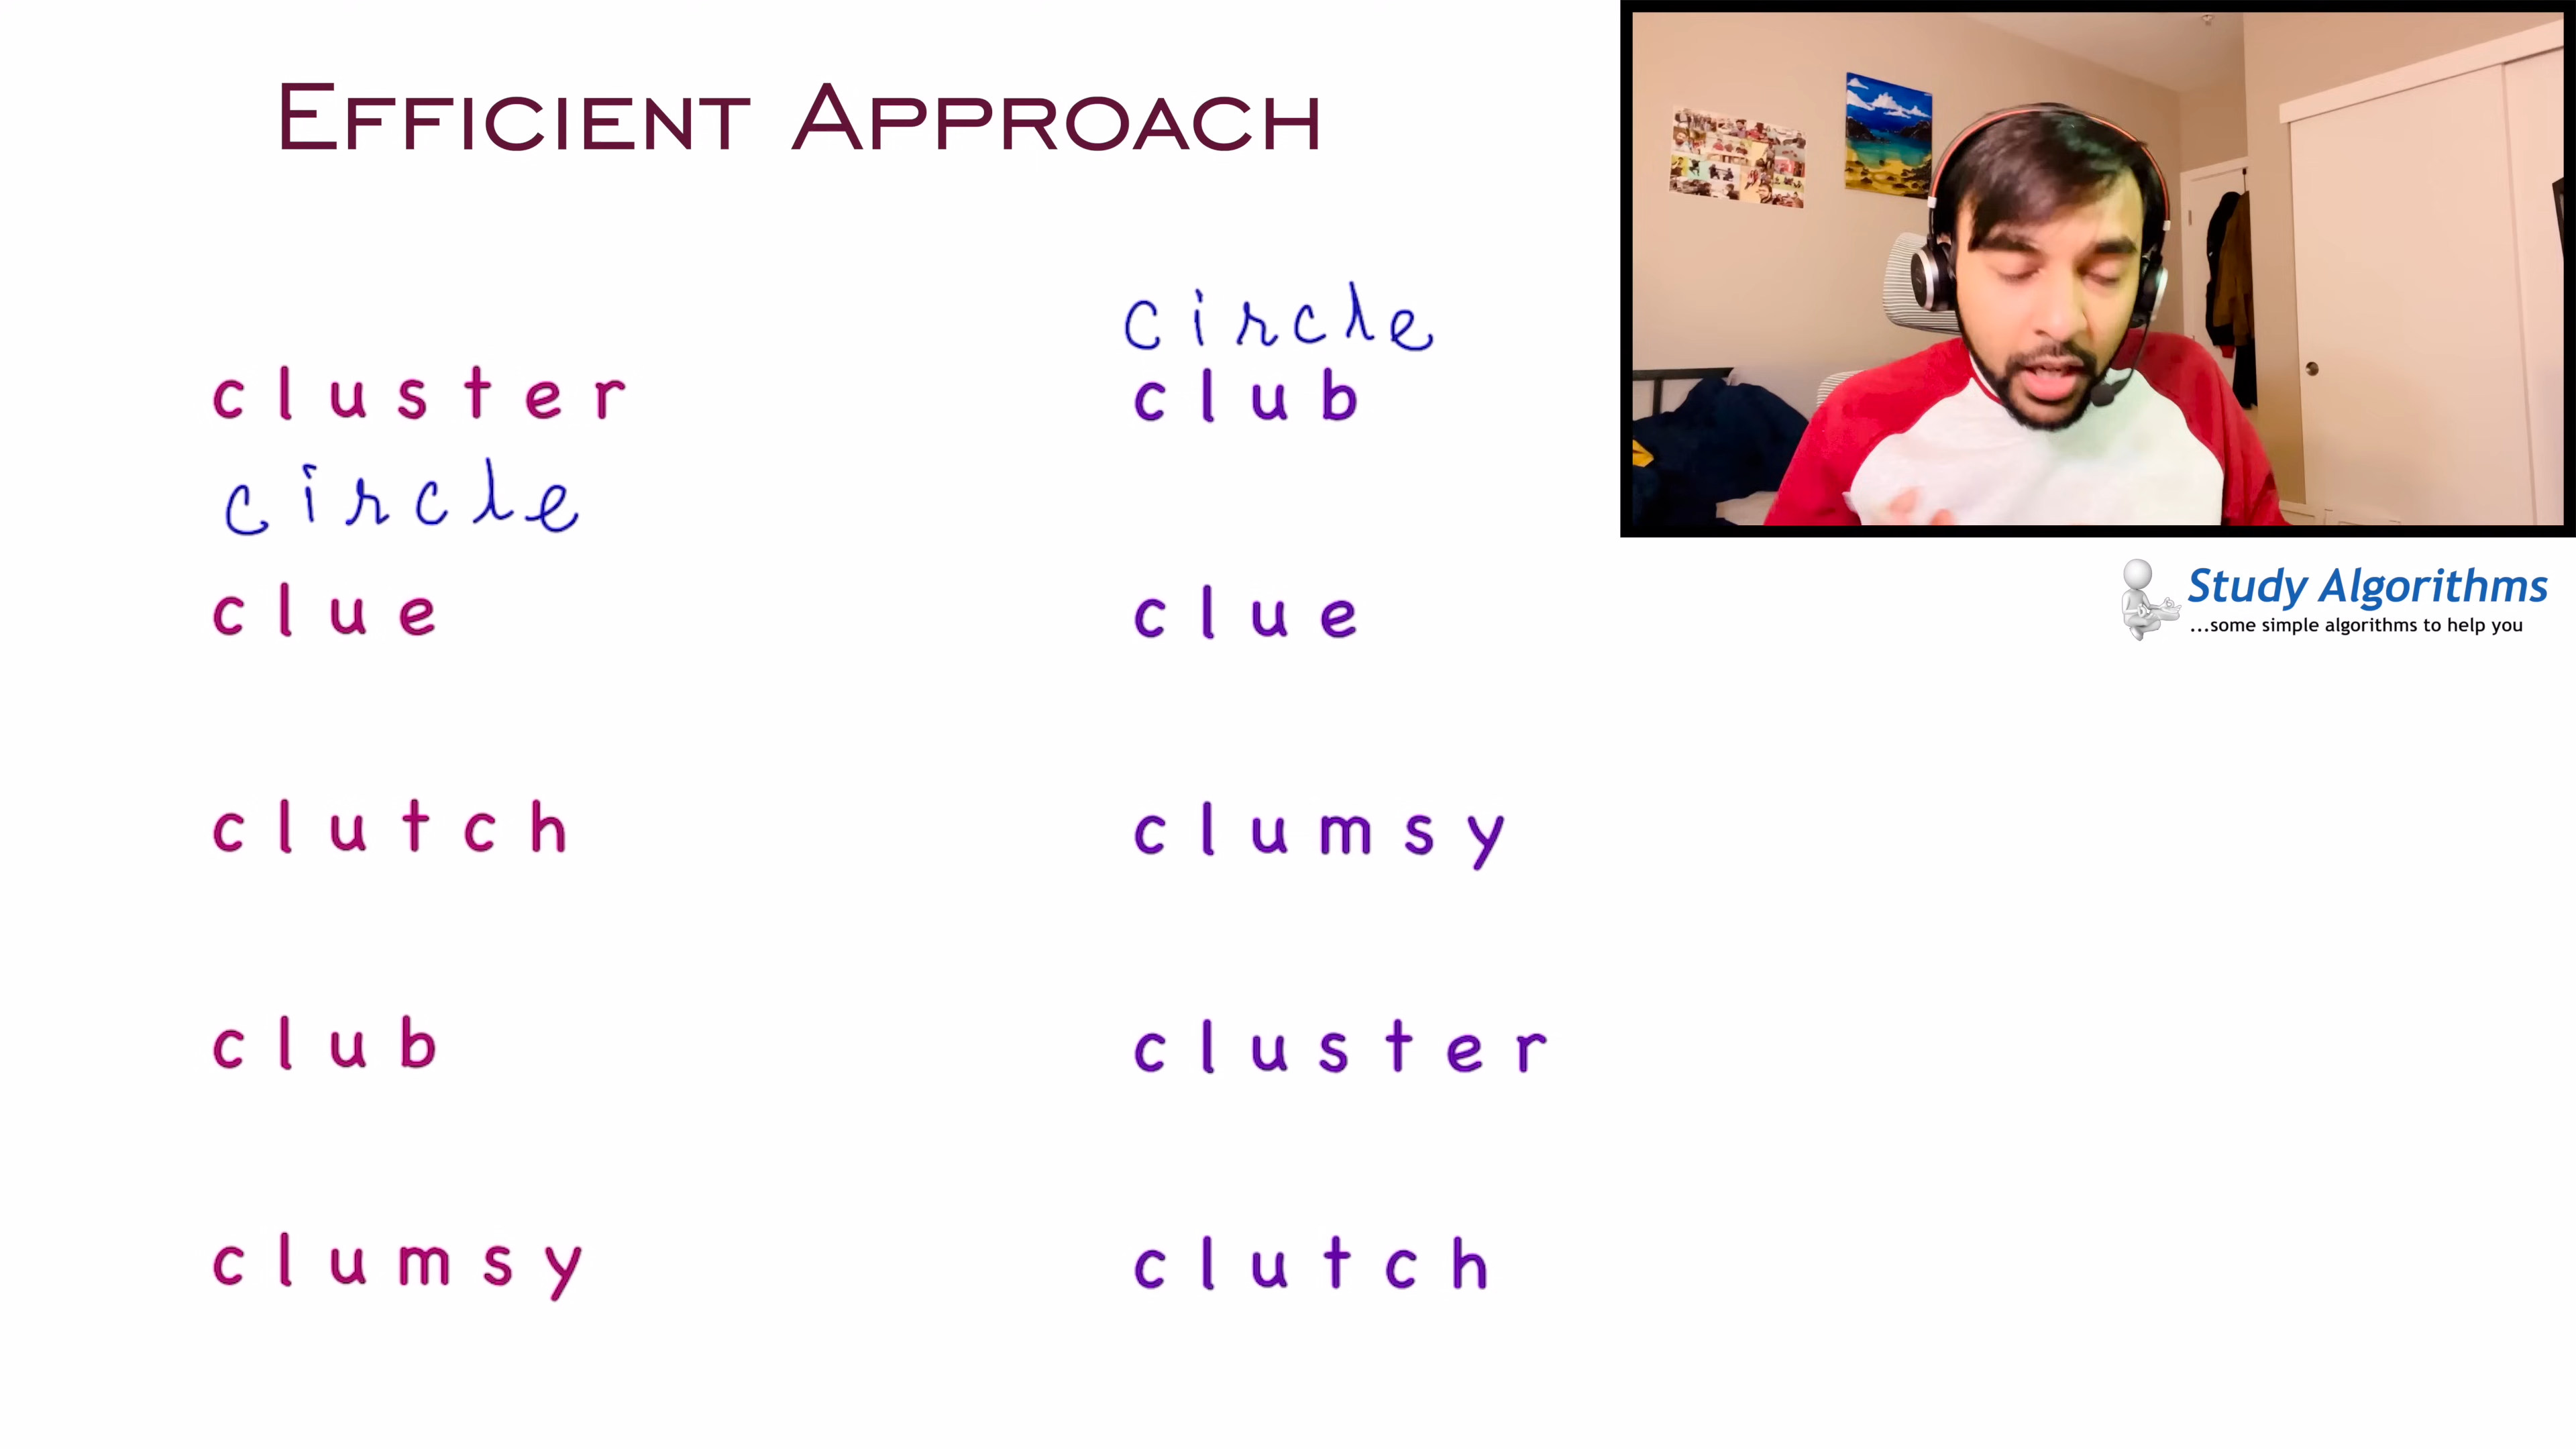 EFFICIENT APPROACH
cluster
circle
clue
clutch
club
clumsy
circle
club
clue
clumsy
cluster
clutch
Study Algorithms
...some simple algorithms to help you